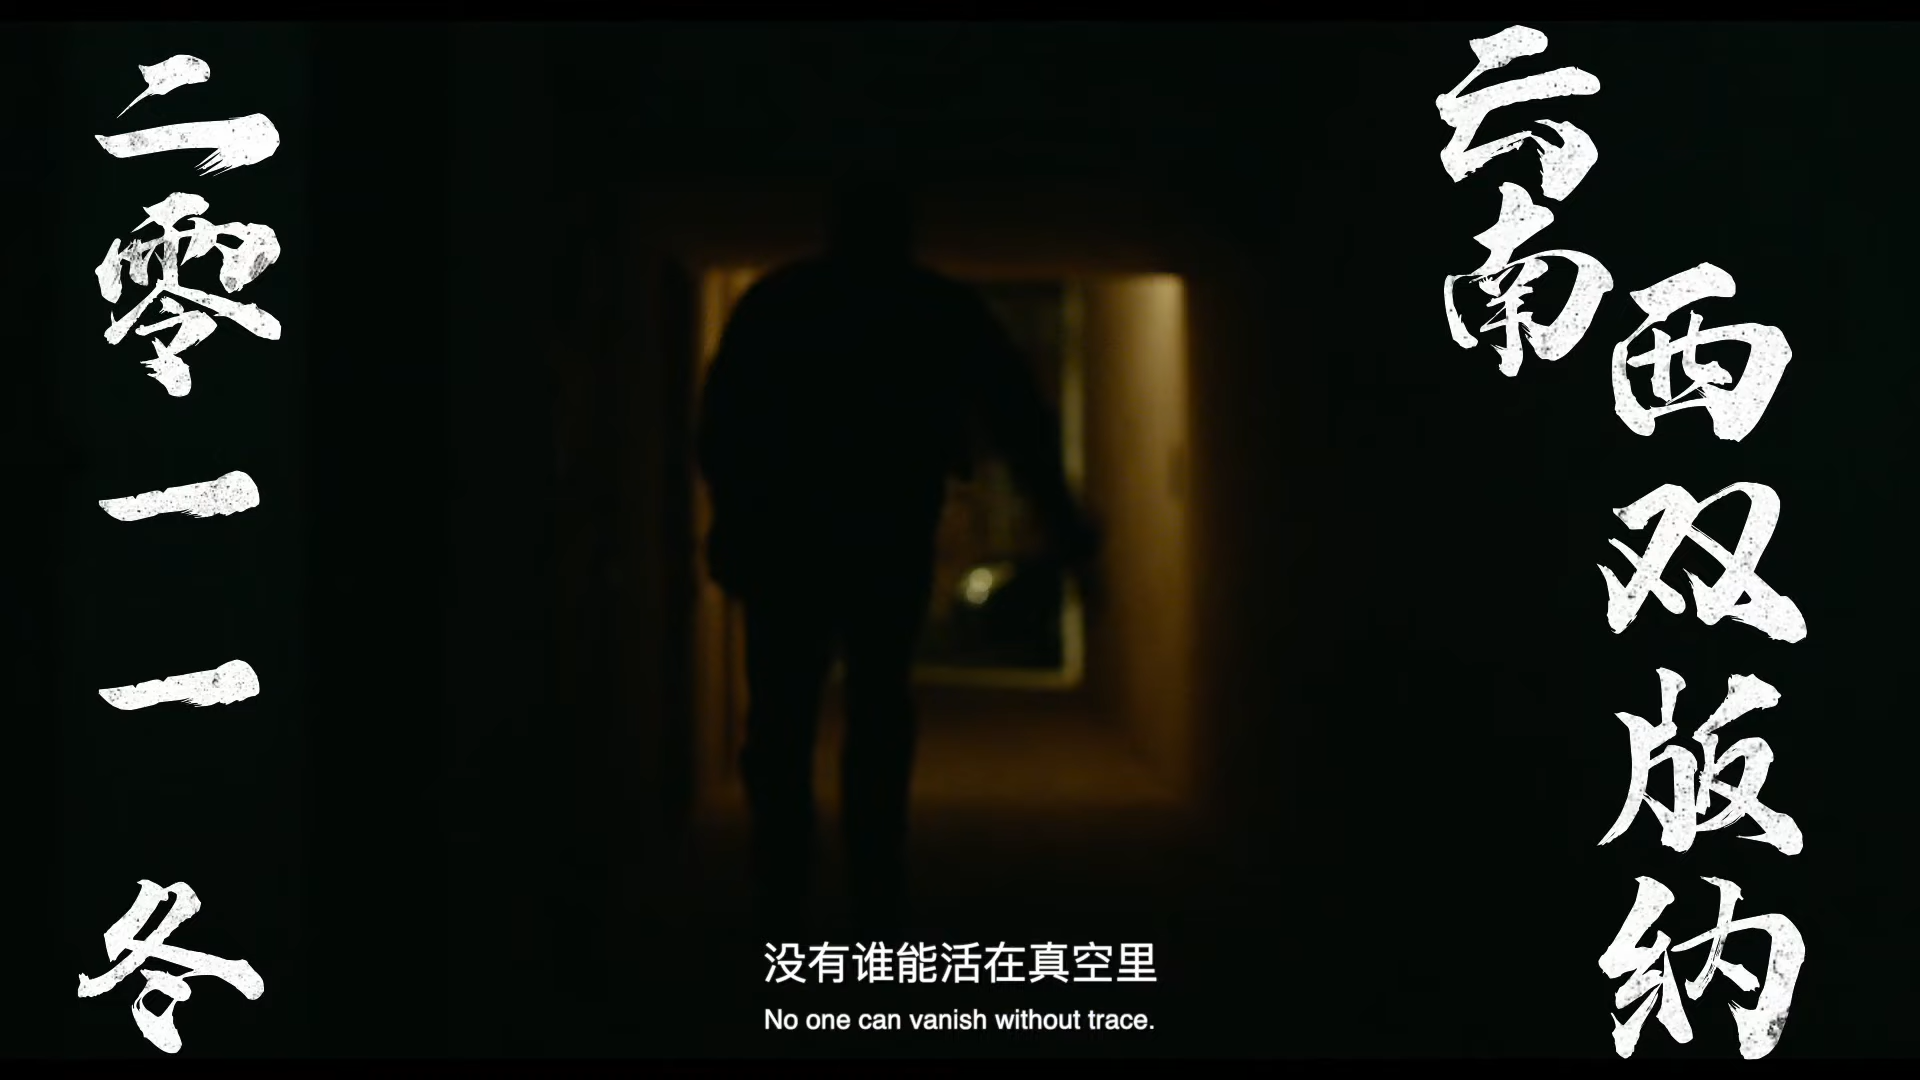 二零一一 冬
云南
西双版纳
没有谁能活在真空里
No one can vanish without trace.